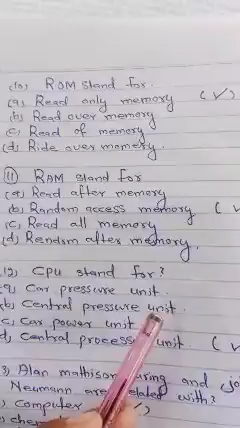 (10) ROM Stand for.
(a) Read only memory (✓)
(b) Read over memory
(c) Read of memory
(d) Ride over memory.
(11) RAM Stand for
(a) Read after memory
(b) Random access memory (✓
(c) Read all memory
(d) Rendsm after memory.
12) CPU stand for?
(a) Car pressure unit.
(b) Central pressure unit.
c) Car power unit
d) Central process unit (✓
3) Alan mathison and
Neumann are related with?
) Computer ✓)